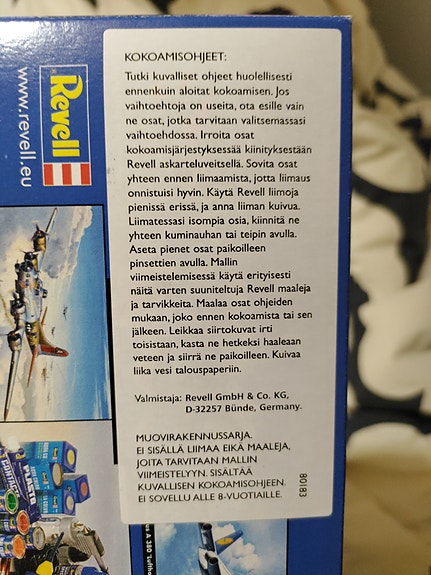 KOKOAMISOHJEET:
Tutki kuvalliset ohjeet huolellisesti
ennenkuin aloitat kokoamisen. Jos
vaihtoehtoja on useita, ota esille vain
ne osat, jotka tarvitaan valitsemassasi
vaihtoehdossa. Irroita osat
kokoamisjärjestyksessää kiinityksestään
Revell askarteluveitsellä. Sovita osat
yhteen ennen liimaamista, jotta liimaus
onnistuisi hyvin. Käytä Revell liimoja
pienissä erissä, ja anna liiman kuivua.
Liimatessasi isompia osia, kiinnitä ne
yhteen kuminauhan tai teipin avulla.
Aseta pienet osat paikoilleen
pinsettien avulla. Mallin
viimeistelemisessä käytä erityisesti
näitä varten suuniteltuja Revell maaleja
ja tarvikkeita. Maalaa osat ohjeiden
mukaan, joko ennen kokoamista tai sen
jälkeen. Leikkaa siirtokuvat irti
toisistaan, kasta ne hetkeksi haaleaan
veteen ja siirrä ne paikoilleen. Kuivaa
liika vesi talouspaperiin.
Valmistaja: Revell GmbH & Co. KG,
D-32257 Bünde, Germany.
MUOVIRAKENNUSSARJA.
EI SISÄLLÄ LIIMAA EIKÄ MAALEJA,
JOITA TARVITAAN MALLIN
VIIMEISTELYYN. SISÄLTÄÄ
KUVALLISEN KOKOAMISOHJEEN.
EI SOVELLU ALLE 8-VUOTIAILLE.
80183
Revell
www.revell.eu
CONTACTA
A 380